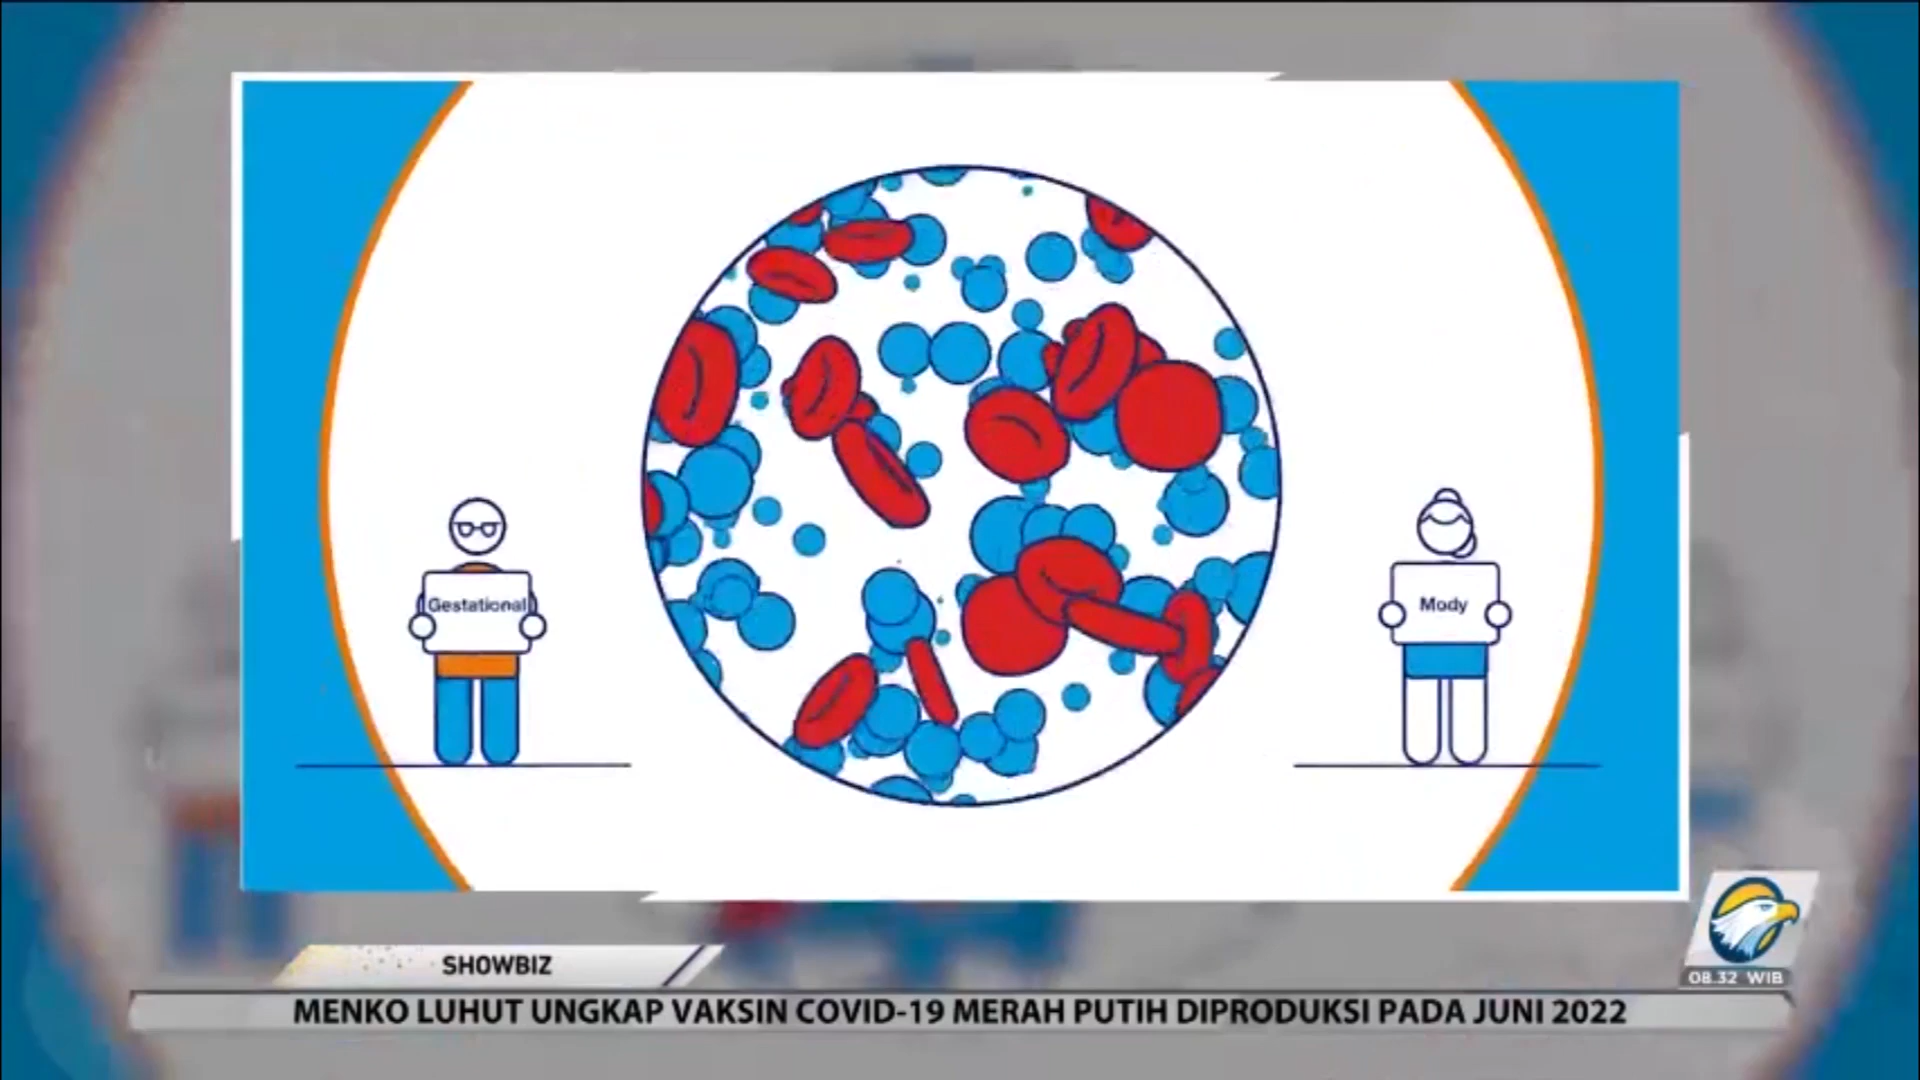 Gestational
Mody
08.32 WIB
SHOWBIZ
MENKO LUHUT UNGKAP VAKSIN COVID-19 MERAH PUTIH DIPRODUKSI PADA JUNI 2022